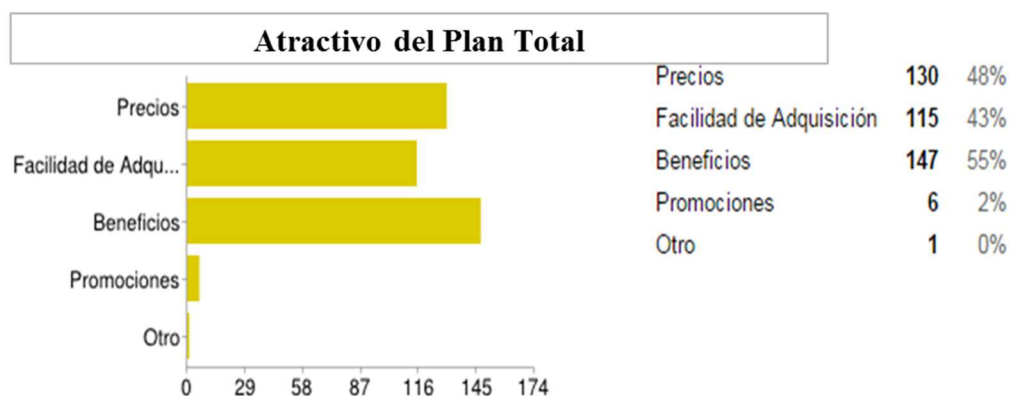 Atractivo del Plan Total
Precios
Facilidad de Adqu...
Beneficios
Promociones
Otro
0 29 58 87 116 145 174
Precios 130 48%
Facilidad de Adquisición 115 43%
Beneficios 147 55%
Promociones 6 2%
Otro 1 0%